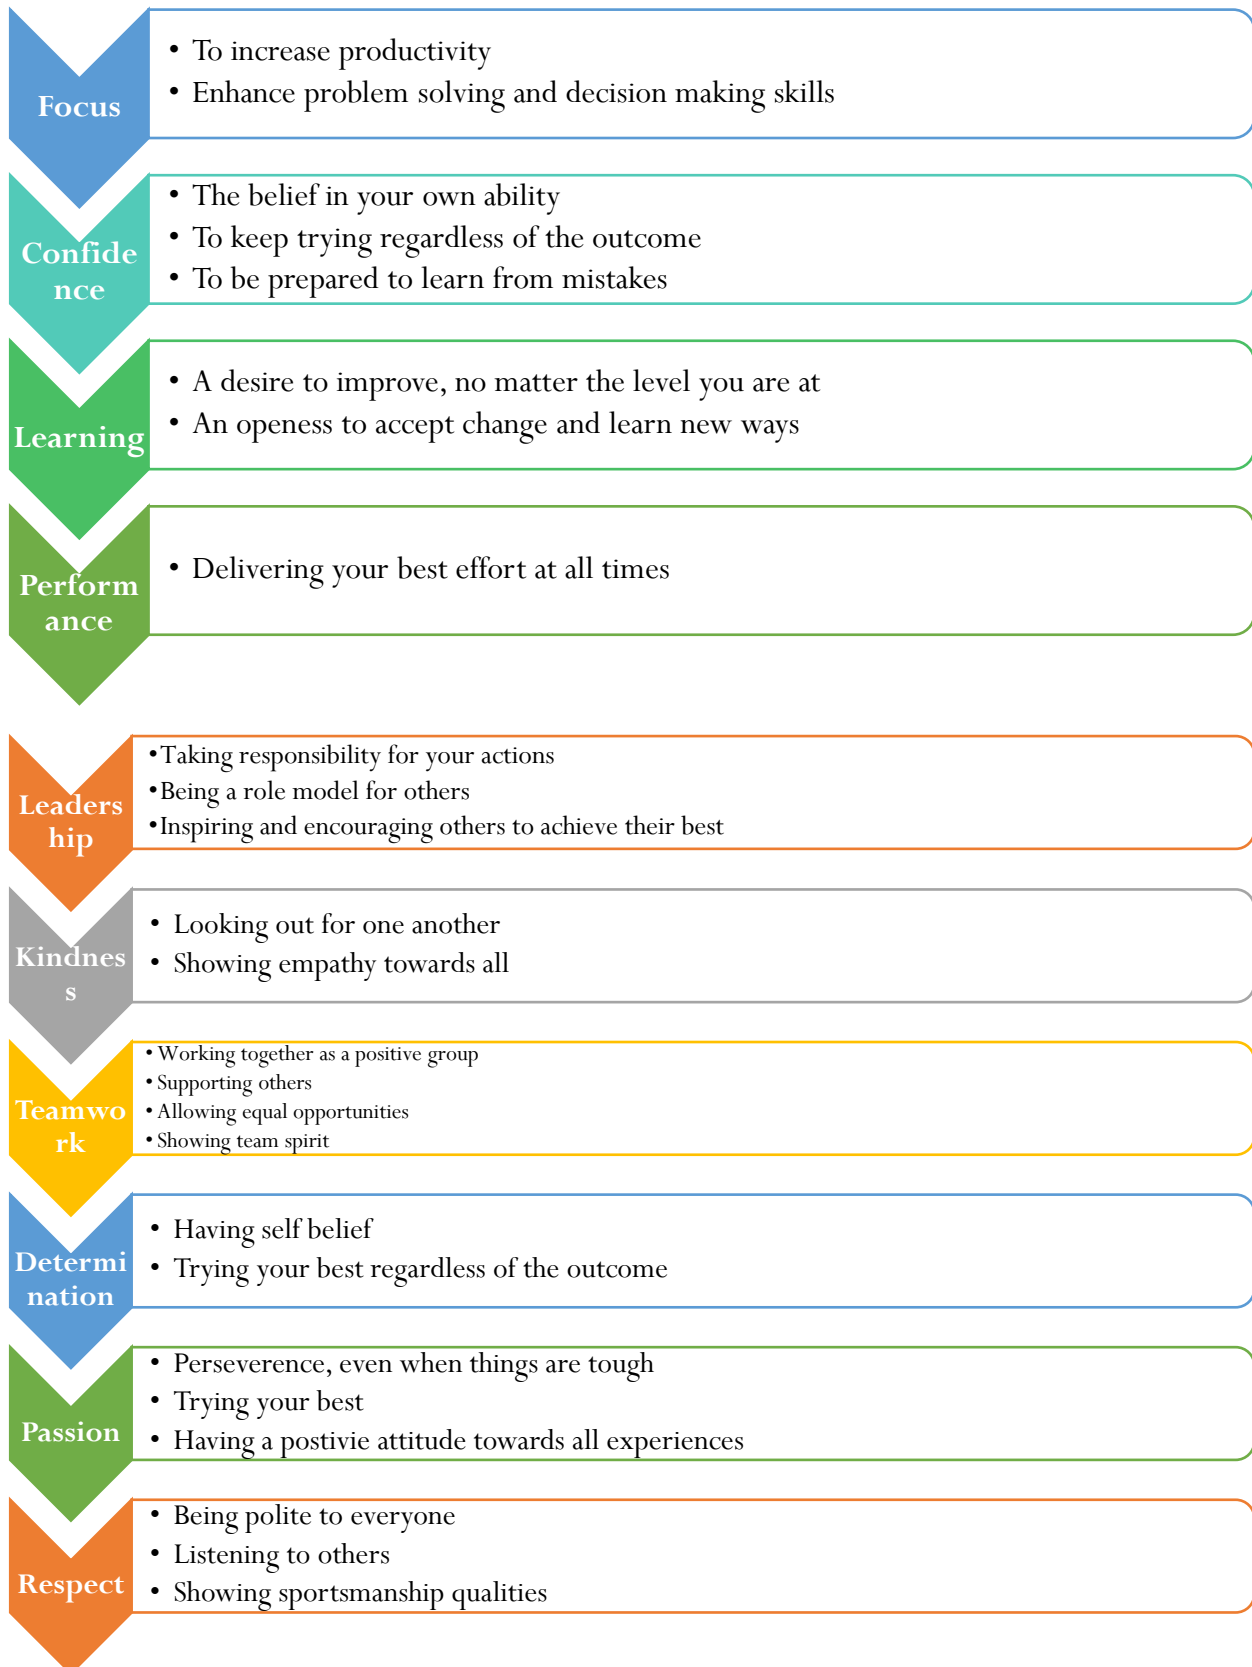 Focus
• To increase productivity
• Enhance problem solving and decision making skills
Confide
nce
• The belief in your own ability
• To keep trying regardless of the outcome
• To be prepared to learn from mistakes
Learning
• A desire to improve, no matter the level you are at
• An openess to accept change and learn new ways
Perform
ance
• Delivering your best effort at all times
Leaders
hip
• Taking responsibility for your actions
• Being a role model for others
• Inspiring and encouraging others to achieve their best
Kindnes
s
• Looking out for one another
• Showing empathy towards all
Teamwo
rk
• Working together as a positive group
• Supporting others
• Allowing equal opportunities
• Showing team spirit
Determi
nation
• Having self belief
• Trying your best regardless of the outcome
Passion
• Perseverence, even when things are tough
• Trying your best
• Having a postivie attitude towards all experiences
Respect
• Being polite to everyone
• Listening to others
• Showing sportsmanship qualities